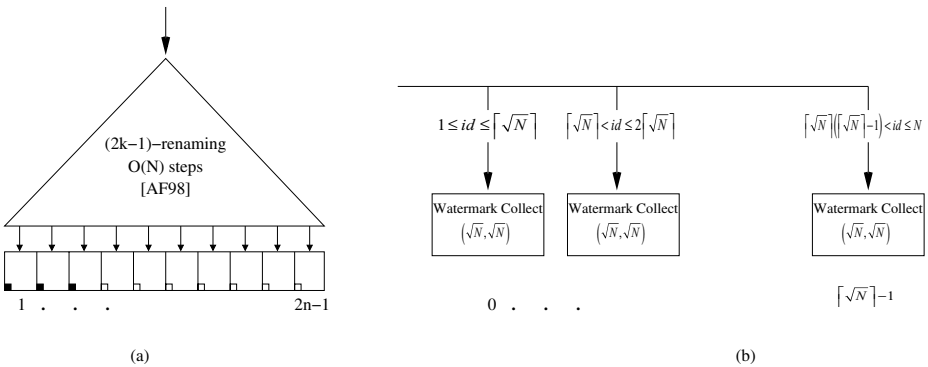 (2k−1)−renaming
O(N) steps
[AF98]
1 . . . 2n−1
(a)
1 ≤ id ≤ ⌈√N⌉
⌈√N⌉ < id ≤ 2⌈√N⌉
⌈√N⌉(⌈√N⌉−1) < id ≤ N
Watermark Collect
(√N, √N)
Watermark Collect
(√N, √N)
Watermark Collect
(√N, √N)
0 . . . ⌈√N⌉−1
(b)